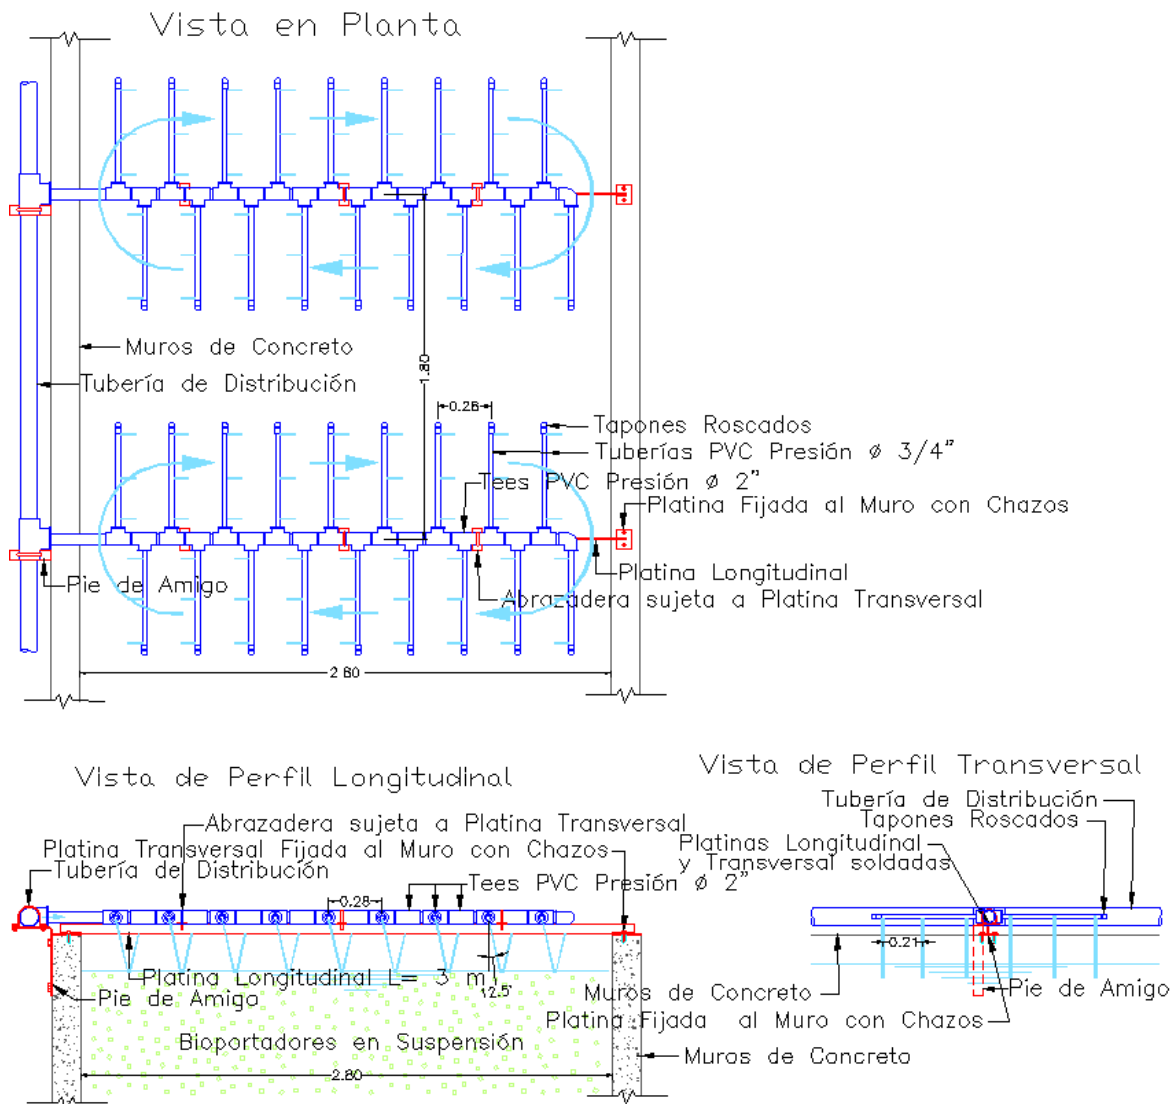 Vista en Planta
Muros de Concreto
1.80
Tubería de Distribución
0.26
Tapones Roscados
Tuberías PVC Presión ø 3/4"
Tees PVC Presión ø 2"
Platina Fijada al Muro con Chazos
Pie de Amigo
Platina Longitudinal
Abrazadera sujeta a Platina Transversal
2.60
Vista de Perfil Longitudinal
Abrazadera sujeta a Platina Transversal
Platina Transversal Fijada al Muro con Chazos
Tubería de Distribución
Tees PVC Presión ø 2"
0.28
Platina Longitudinal L= 3 m
12.5°
Pie de Amigo
Bioportadores en Suspensión
Muros de Concreto
2.60
Vista de Perfil Transversal
Tubería de Distribución
Tapones Roscados
Platinas Longitudinal
y Transversal soldadas
0.21
Muros de Concreto
Pie de Amigo
Platina Fijada al Muro con Chazos